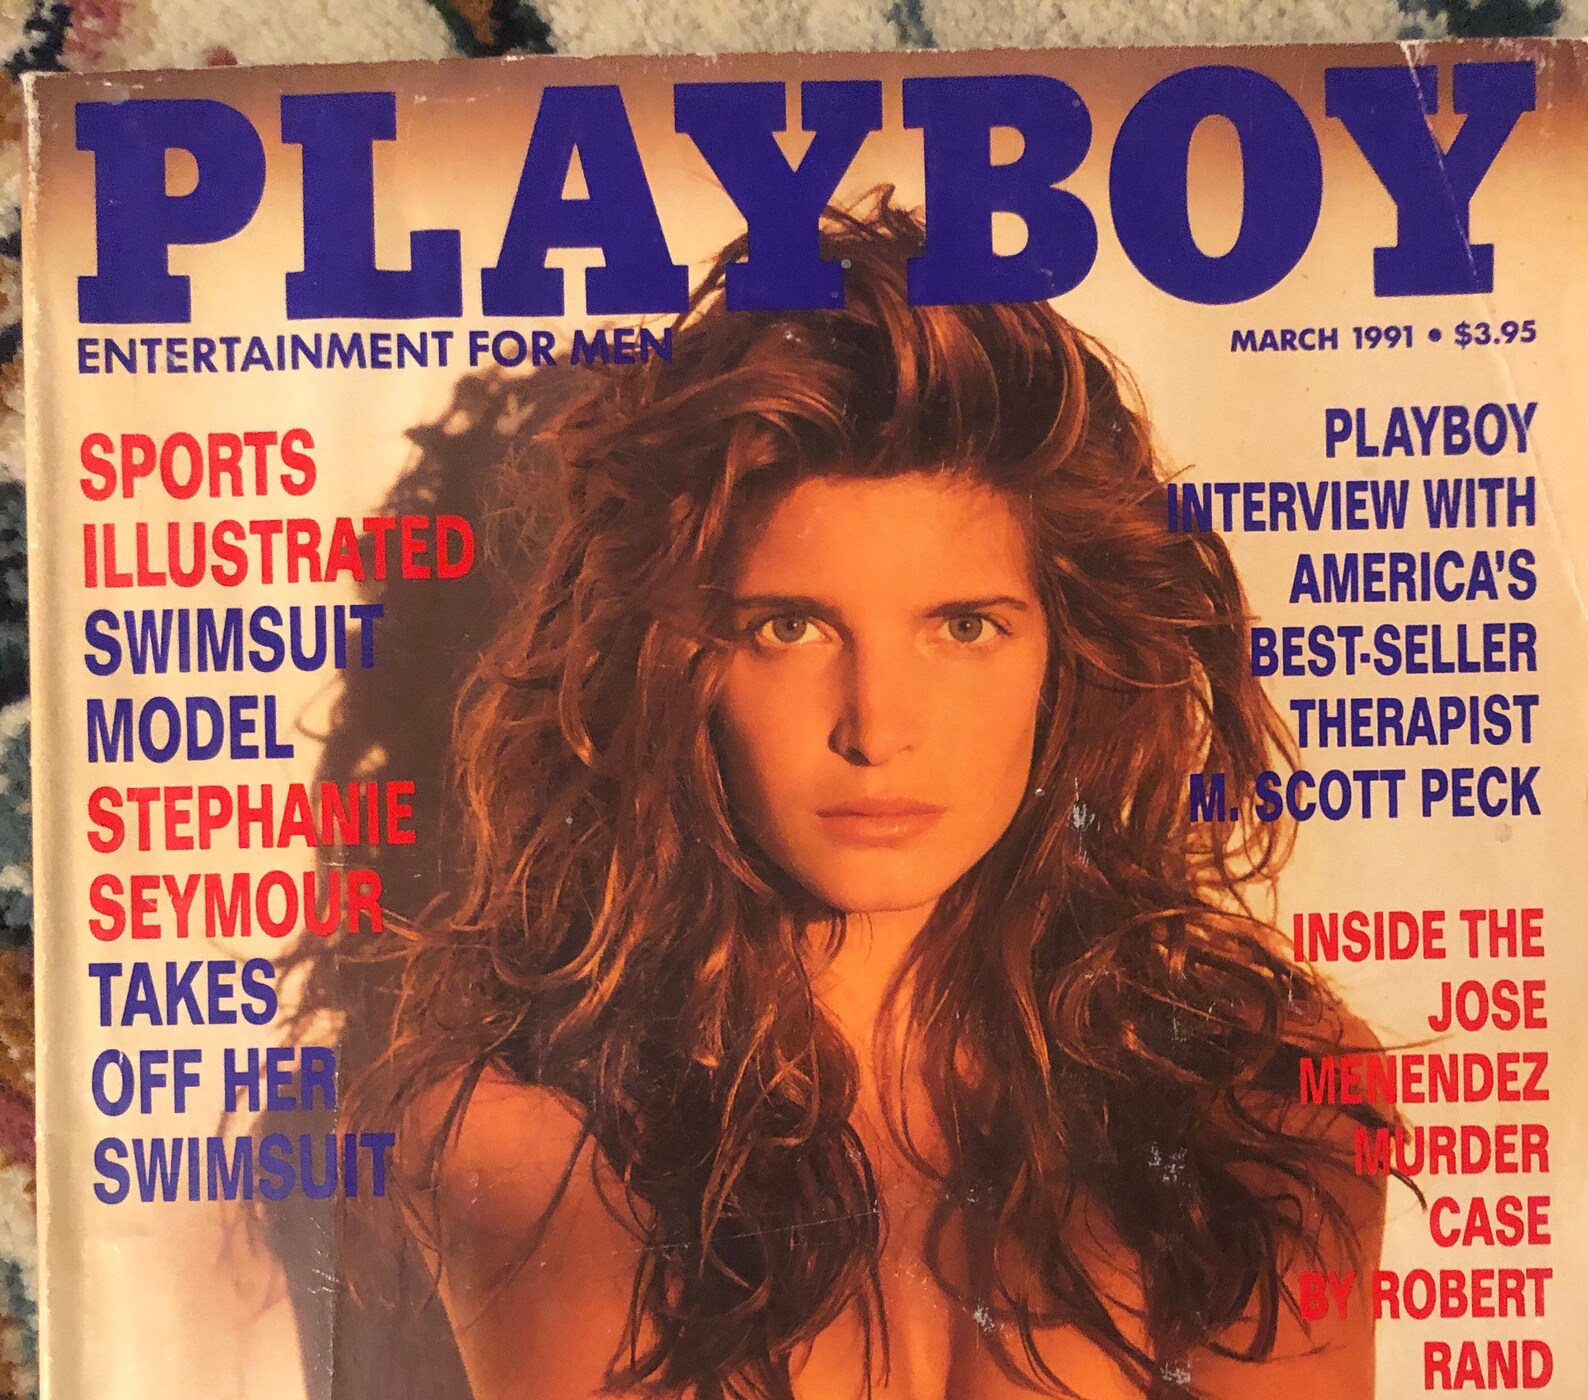 PLAYBOY
ENTERTAINMENT FOR MEN
MARCH 1991 • $3.95
SPORTS
ILLUSTRATED
SWIMSUIT
MODEL
STEPHANIE
SEYMOUR
TAKES
OFF HER
SWIMSUIT
PLAYBOY
INTERVIEW WITH
AMERICA'S
BEST-SELLER
THERAPIST
M. SCOTT PECK
INSIDE THE
JOSE
MENENDEZ
MURDER
CASE
BY ROBERT
RAND